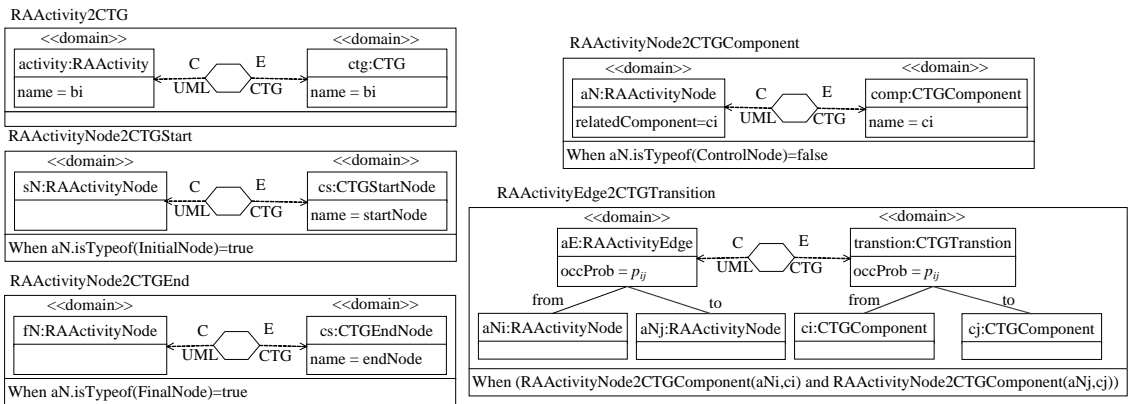 RAActivity2CTG
<<domain>> <<domain>>
activity:RAActivity C E ctg:CTG
UML CTG
name = bi name = bi
RAActivityNode2CTGStart
<<domain>> <<domain>>
sN:RAActivityNode C E cs:CTGStartNode
UML CTG
name = startNode
When aN.isTypeof(InitialNode)=true
RAActivityNode2CTGEnd
<<domain>> <<domain>>
fN:RAActivityNode C E cs:CTGEndNode
UML CTG
name = endNode
When aN.isTypeof(FinalNode)=true
RAActivityNode2CTGComponent
<<domain>> <<domain>>
aN:RAActivityNode C E comp:CTGComponent
UML CTG
relatedComponent=ci name = ci
When aN.isTypeof(ControlNode)=false
RAActivityEdge2CTGTransition
<<domain>> <<domain>>
aE:RAActivityEdge C E transtion:CTGTranstion
UML CTG
occProb = pij occProb = pij
from to from to
aNi:RAActivityNode aNj:RAActivityNode ci:CTGComponent cj:CTGComponent
When (RAActivityNode2CTGComponent(aNi,ci) and RAActivityNode2CTGComponent(aNj,cj))